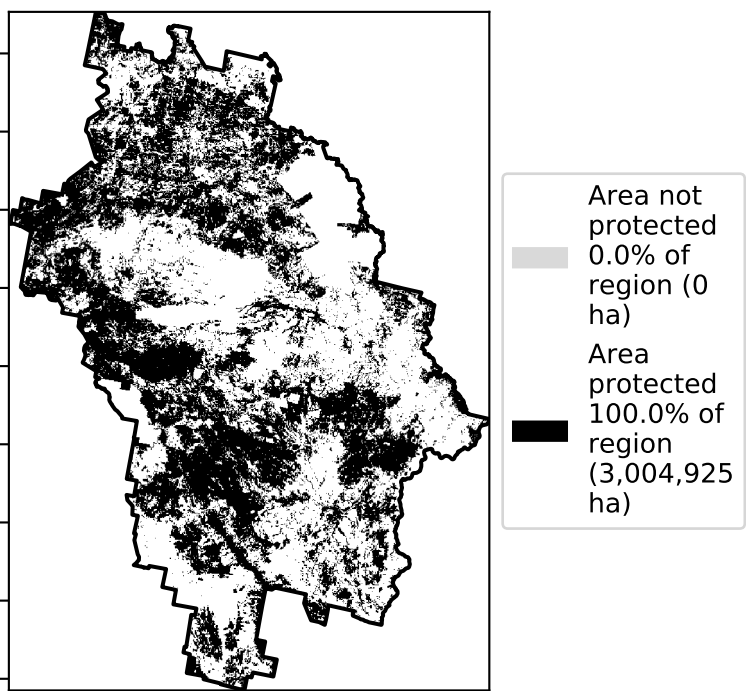 Area not
protected
0.0% of
region (0
ha)
Area
protected
100.0% of
region
(3,004,925
ha)